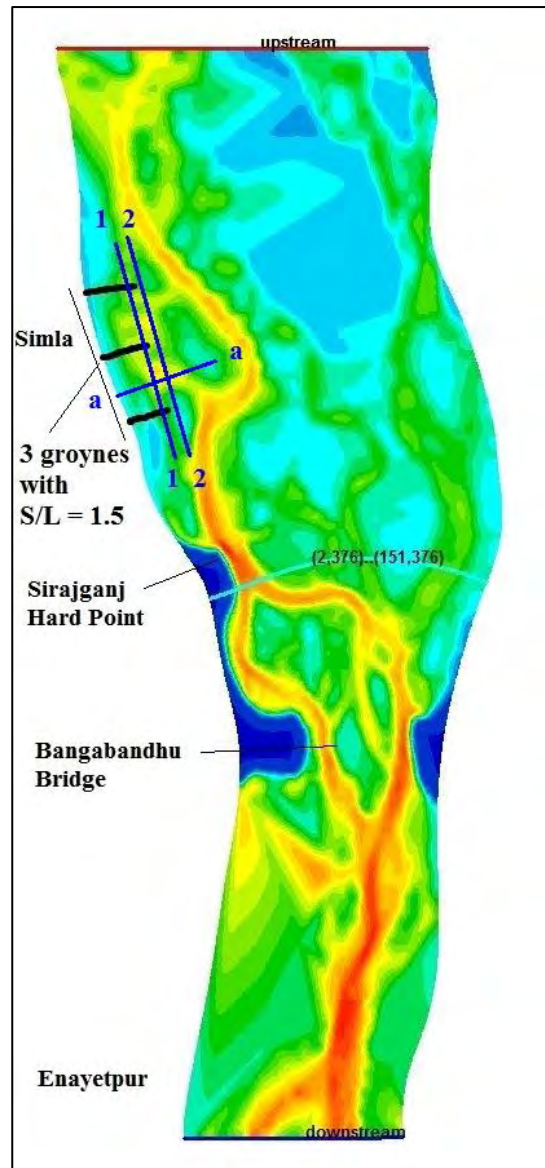 upstream
1 2
Simla
a
a
3 groynes
with
S/L = 1.5
1 2
(2,376)..(151,376)
Sirajganj
Hard Point
Bangabandhu
Bridge
Enayetpur
downstream